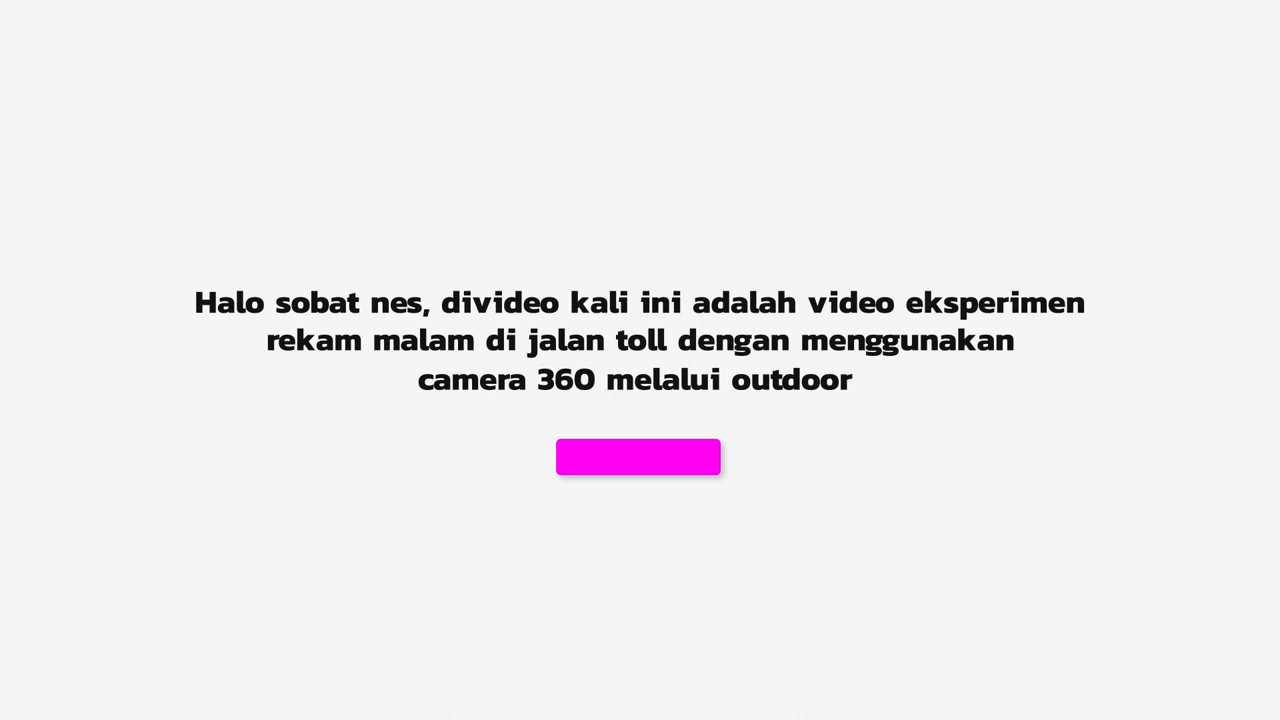 Halo sobat nes, divideo kali ini adalah video eksperimen
rekam malam di jalan toll dengan menggunakan
camera 360 melalui outdoor